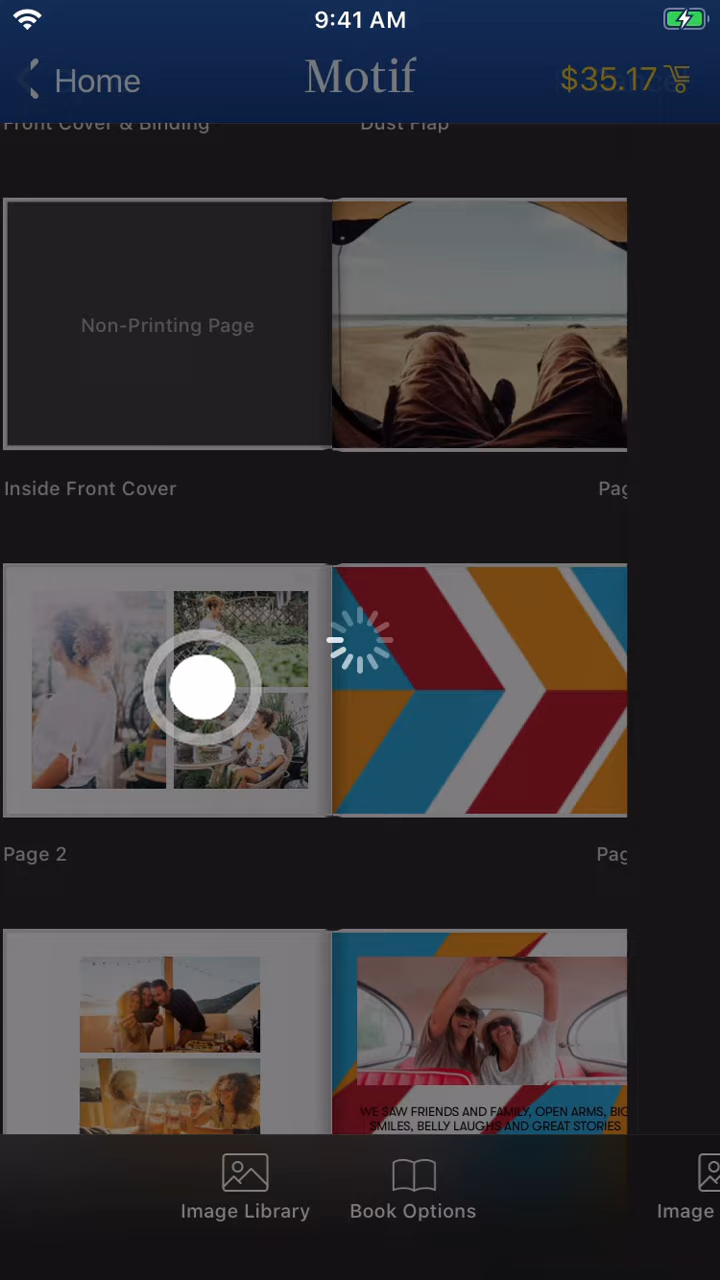 9:41 AM
Home
Motif
$35.17
Front Cover & Binding
Dust Flap
Non-Printing Page
Inside Front Cover
Page 2
WE SAW FRIENDS AND FAMILY, OPEN ARMS, BIG
SMILES, BELLY LAUGHS AND GREAT STORIES
Image Library
Book Options
Image